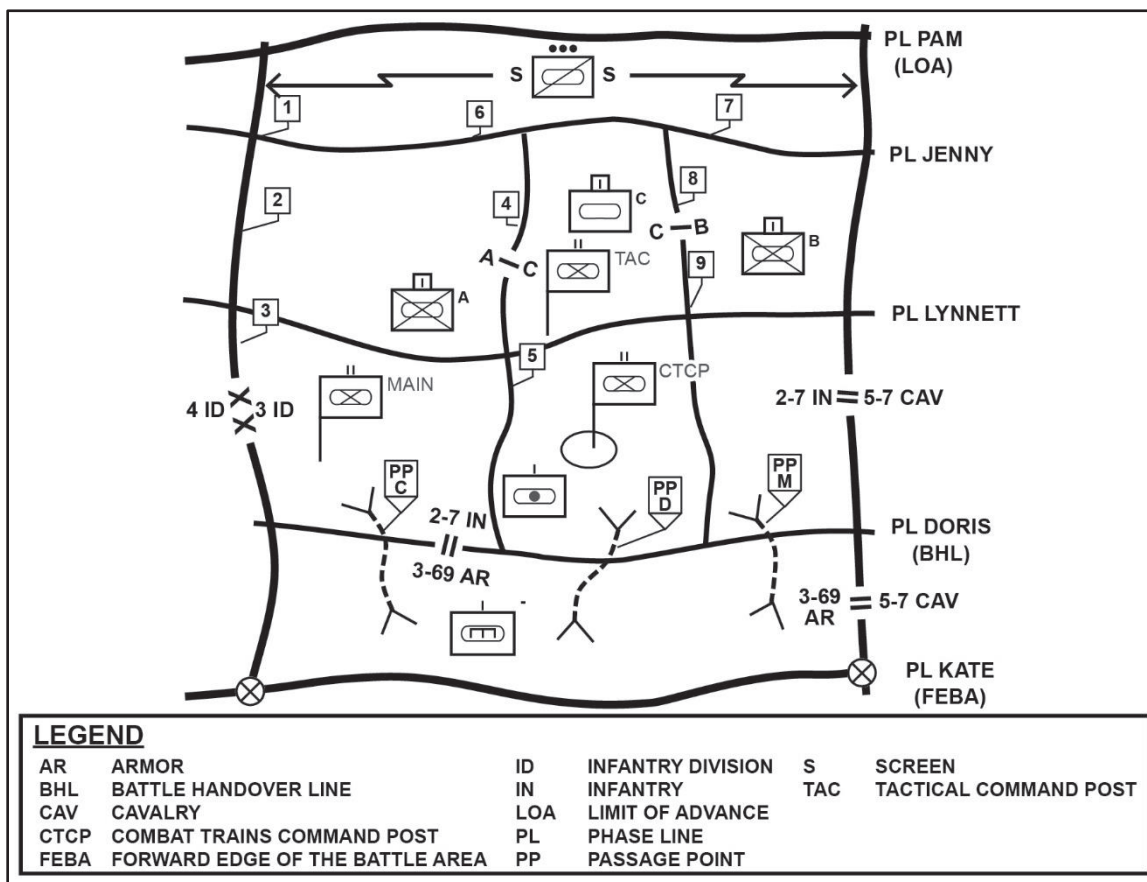 PL PAM
(LOA)
S S
1
6
7
PL JENNY
2
4
I
C
8
C B
I
B
A C
II
TAC
I
A
9
3
PL LYNNETT
5
II
MAIN
II
CTCP
4 ID 3 ID
2-7 IN 5-7 CAV
PP
C
I
PP
D
PP
M
2-7 IN
3-69 AR
PL DORIS
(BHL)
I -
3-69
AR
5-7 CAV
PL KATE
(FEBA)
LEGEND
AR ARMOR ID INFANTRY DIVISION S SCREEN
BHL BATTLE HANDOVER LINE IN INFANTRY TAC TACTICAL COMMAND POST
CAV CAVALRY LOA LIMIT OF ADVANCE
CTCP COMBAT TRAINS COMMAND POST PL PHASE LINE
FEBA FORWARD EDGE OF THE BATTLE AREA PP PASSAGE POINT